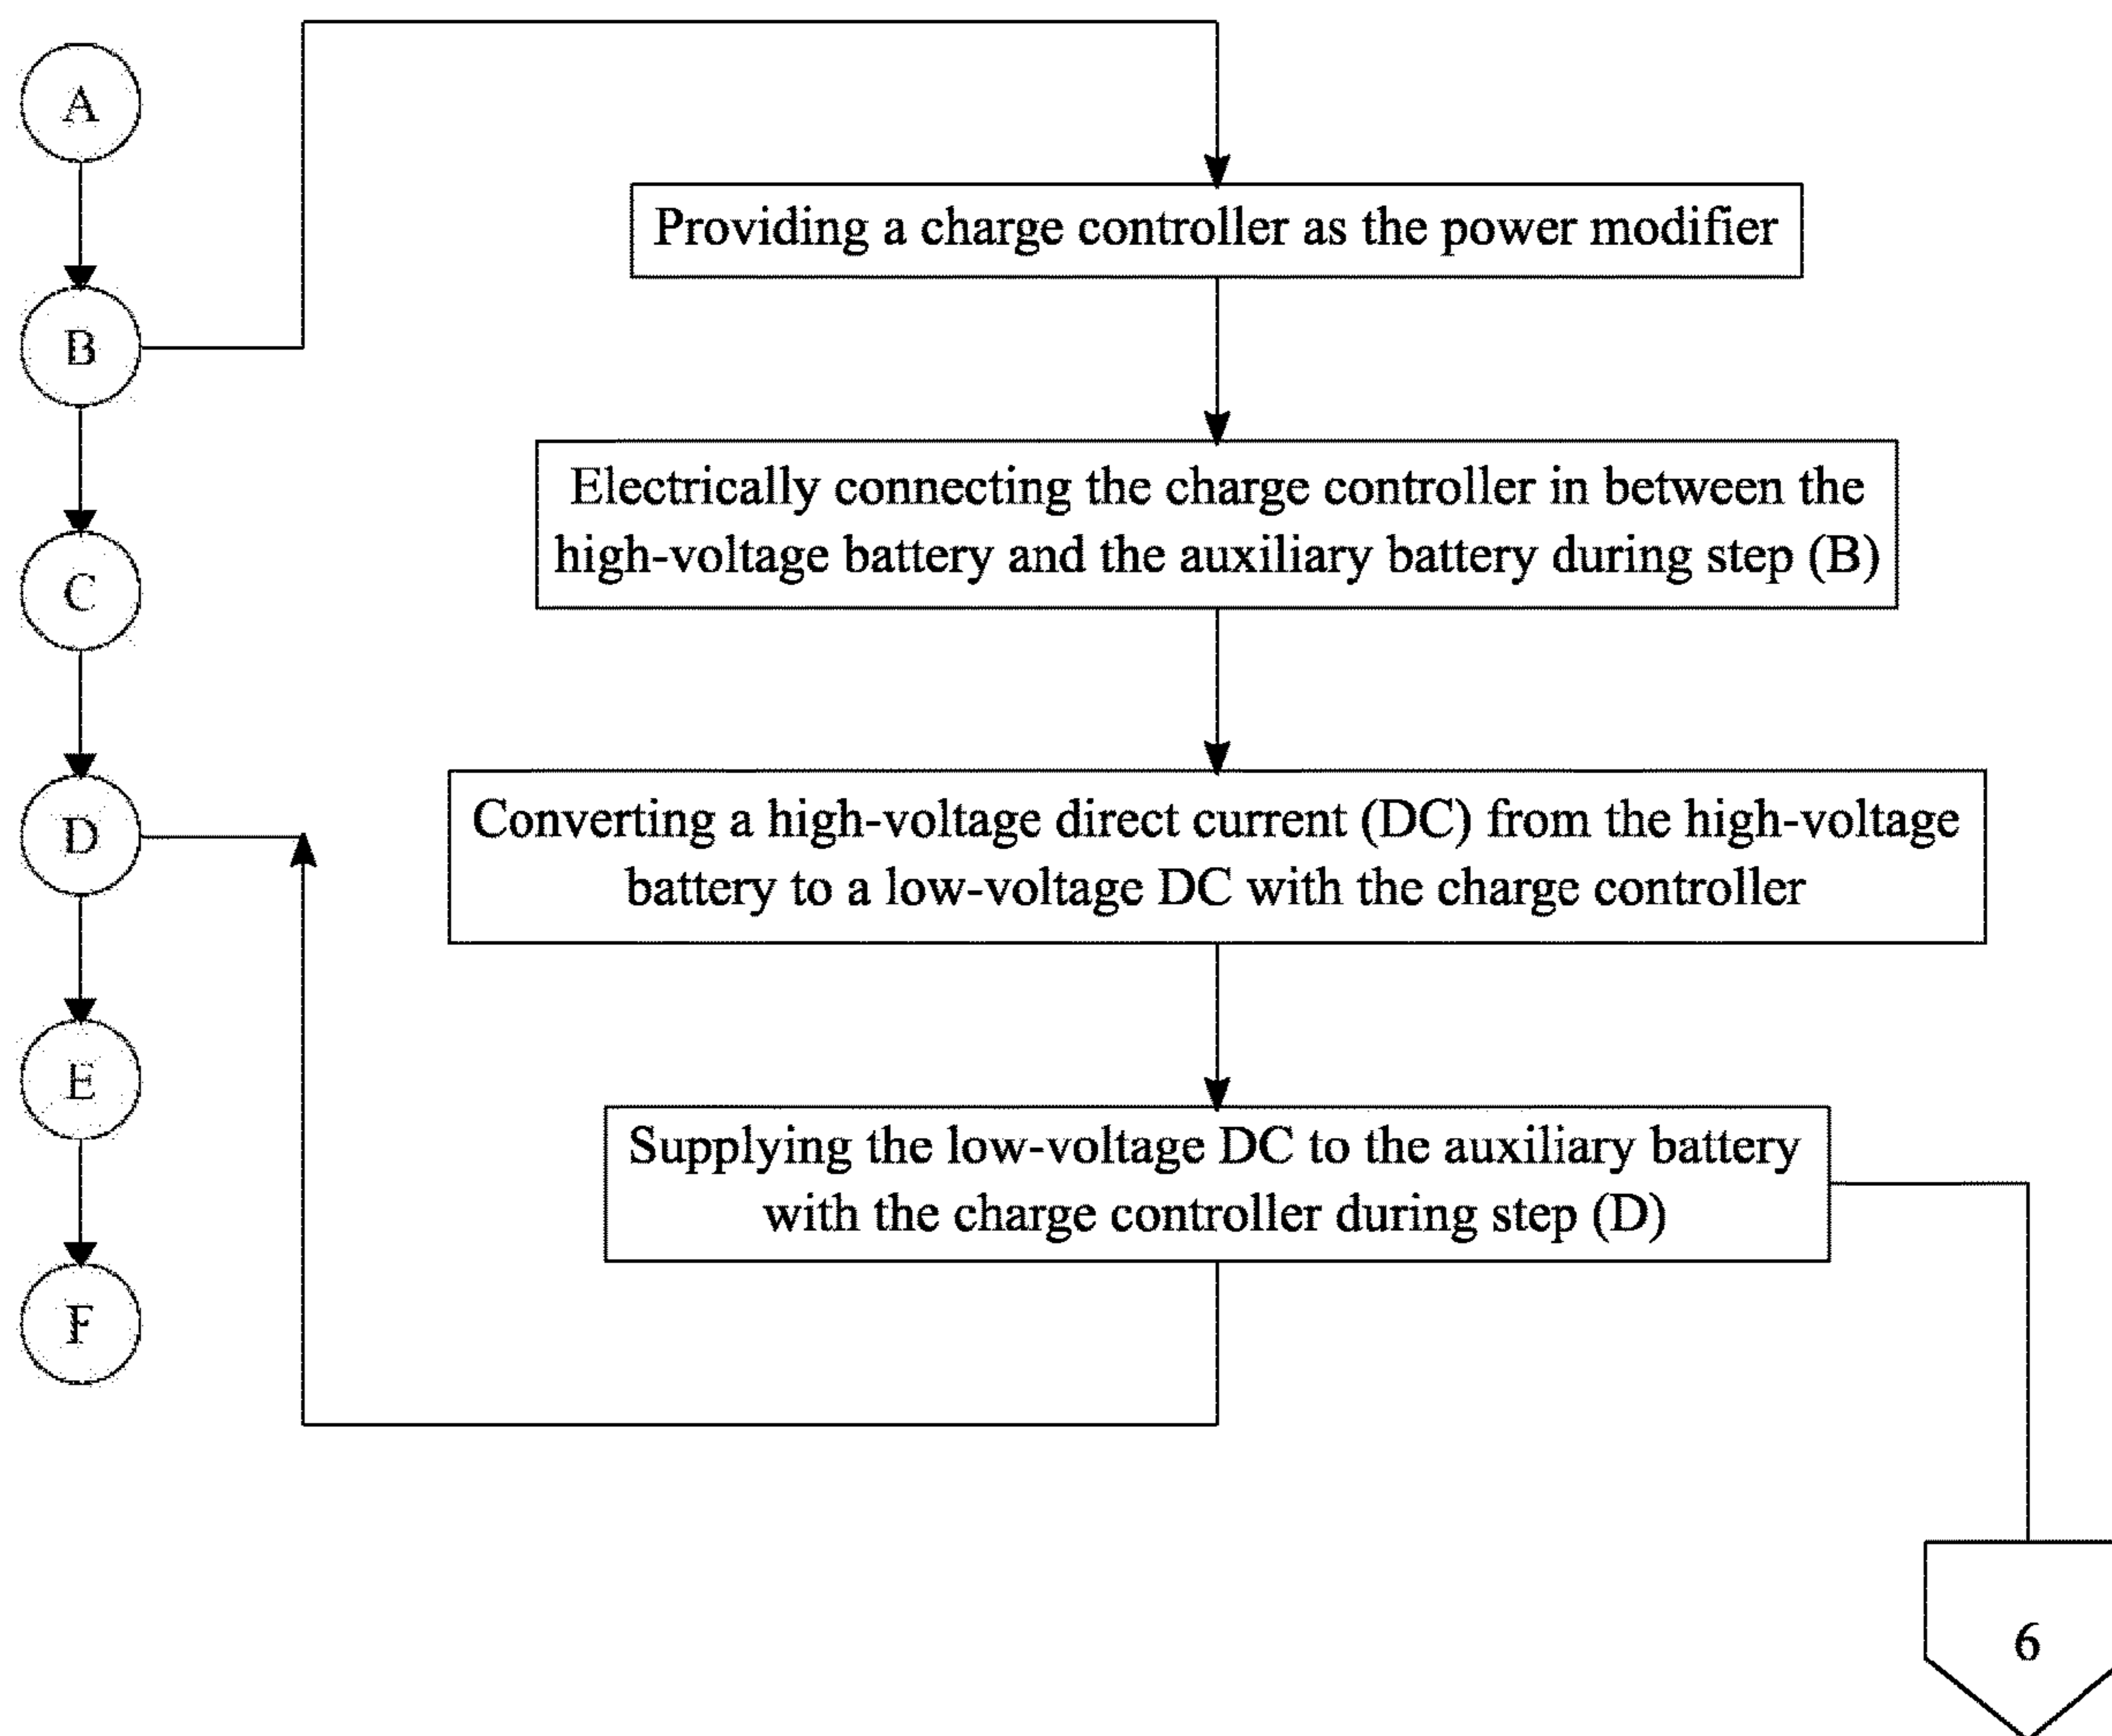 A
B
C
D
E
F
Providing a charge controller as the power modifier
Electrically connecting the charge controller in between the
high-voltage battery and the auxiliary battery during step (B)
Converting a high-voltage direct current (DC) from the high-voltage
battery to a low-voltage DC with the charge controller
Supplying the low-voltage DC to the auxiliary battery
with the charge controller during step (D)
6